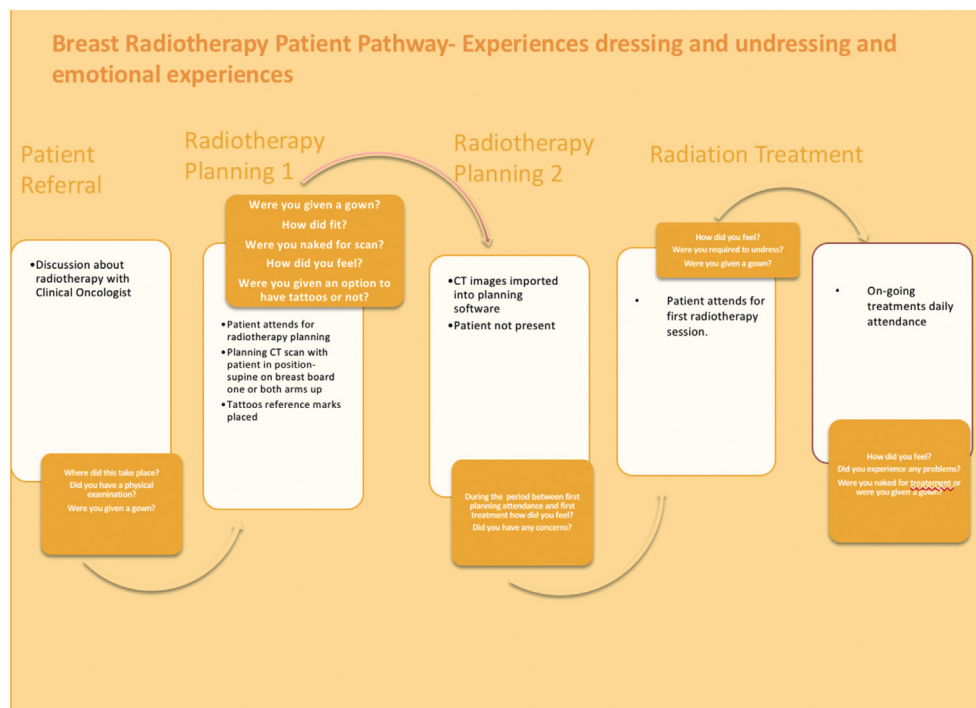 Breast Radiotherapy Patient Pathway- Experiences dressing and undressing and
emotional experiences
Patient
Referral
•Discussion about
radiotherapy with
Clinical Oncologist
Where did this take place?
Did you have a physical
examination?
Were you given a gown?
Radiotherapy
Planning 1
Were you given a gown?
How did fit?
Were you naked for scan?
How did you feel?
Were you given an option to
have tattoos or not?
•Patient attends for
radiotherapy planning
•Planning CT scan with
patient in position-
supine on breast board
one or both arms up
•Tattoos reference marks
placed
Radiotherapy
Planning 2
•CT images imported
into planning
software
•Patient not present
During the period between first
planning attendance and first
treatment how did you feel?
Did you have any concerns?
Radiation Treatment
How did you feel?
Were you required to undress?
Were you given a gown?
• Patient attends for
first radiotherapy
session.
• On-going
treatments daily
attendance
How did you feel?
Did you experience any problems?
Were you naked for treatement or
were you given a gown?